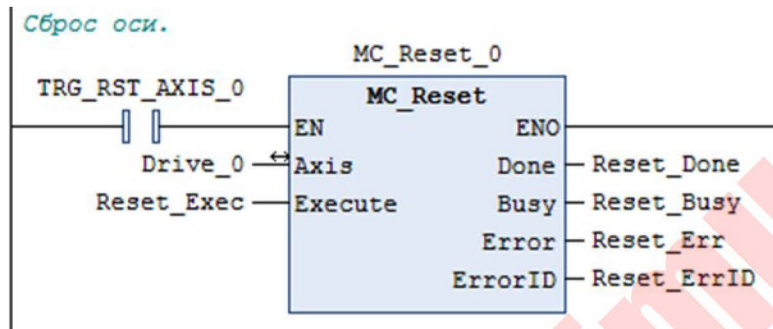 Сброс оси.
MC_Reset_0
TRG_RST_AXIS_0
MC_Reset
EN ENO
Drive_0 Axis Done Reset_Done
Reset_Exec Execute Busy Reset_Busy
Error Reset_Err
ErrorID Reset_ErrID